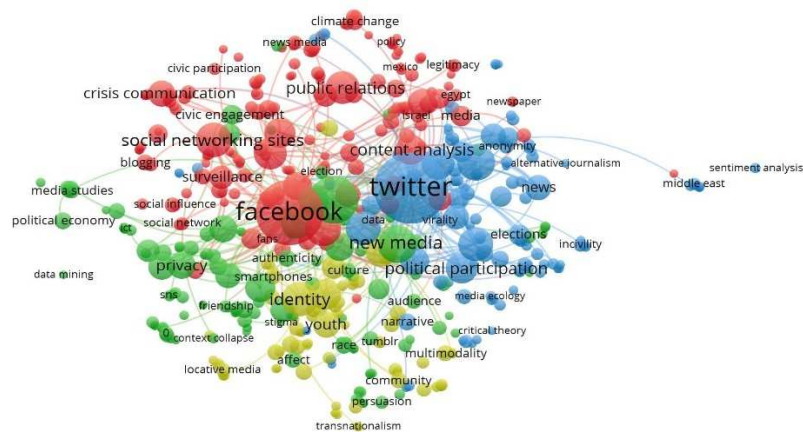 climate change
news media
policy
civic participation
mexico
legitimacy
crisis communication
public relations
egypt
newspaper
civic engagement
israel
media
social networking sites
content analysis
anonymity
blogging
election
alternative journalism
sentiment analysis
surveillance
twitter
news
middle east
media studies
social influence
facebook
data
virality
political economy
ict
social network
elections
fans
new media
incivility
authenticity
privacy
culture
political participation
data mining
smartphones
sns
identity
audience
media ecology
friendship
stigma
youth
narrative
critical theory
0
context collapse
race
tumblr
multimodality
locative media
affect
community
persuasion
transnationalism